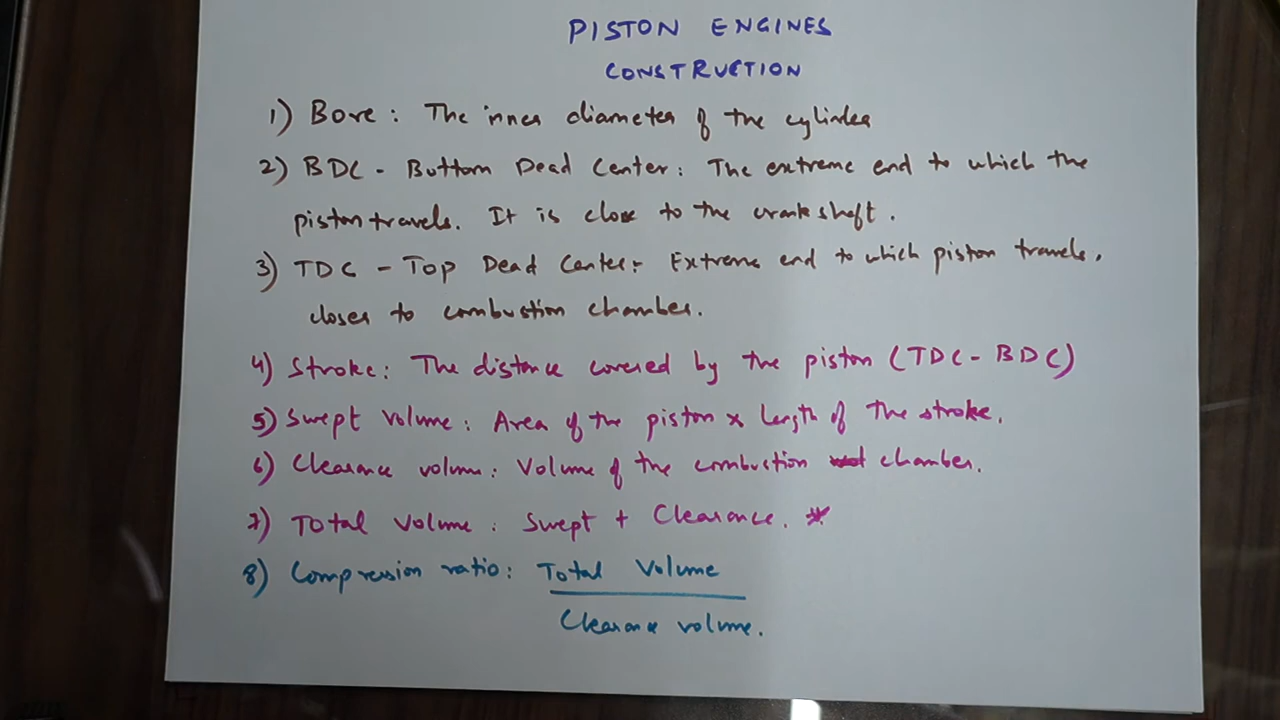 PISTON ENGINES
CONSTRUCTION
1) Bore : The inner diameter of the cylinder
2) BDC - Bottom Dead Center : The extreme end to which the
piston travels. It is close to the crankshaft.
3) TDC - Top Dead Center :- Extreme end to which piston travels,
closer to combustion chamber.
4) Stroke : The distance covered by the piston (TDC - BDC)
5) Swept Volume : Area of the piston x length of the stroke.
6) Clearance volume : Volume of the combustion chamber.
7) Total Volume : Swept + Clearance. *
8) Compression ratio : Total Volume
Clearance volume.